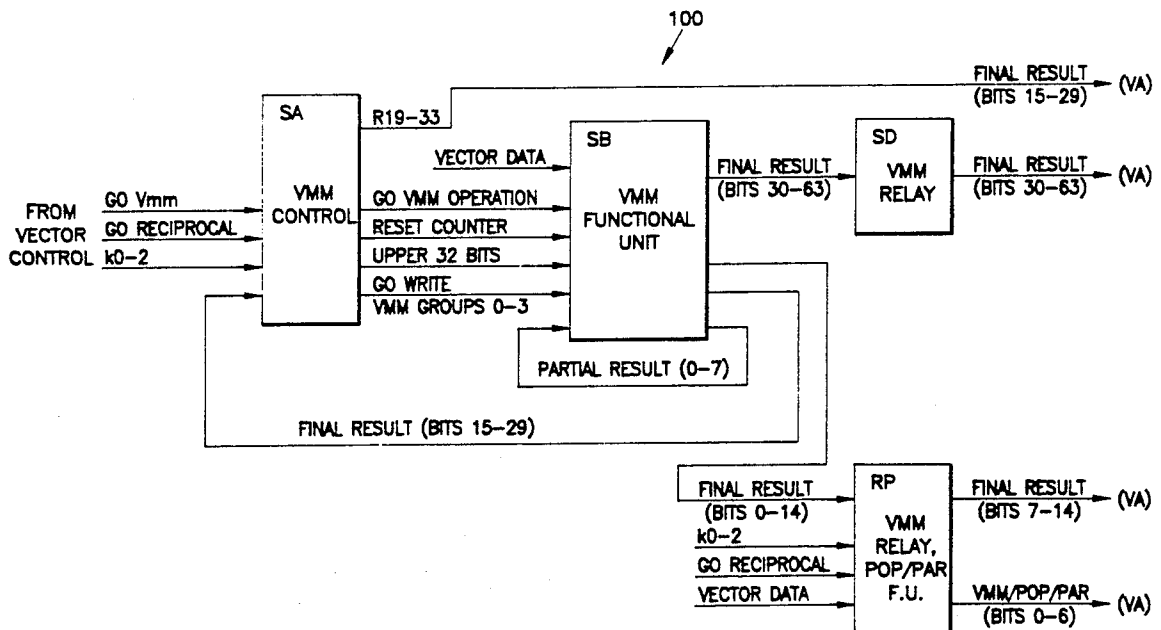 100
SA
VMM
CONTROL
R19-33
FINAL RESULT
(BITS 15-29)
(VA)
FROM
VECTOR
CONTROL
GO Vmm
GO RECIPROCAL
k0-2
VECTOR DATA
GO VMM OPERATION
RESET COUNTER
UPPER 32 BITS
GO WRITE
VMM GROUPS 0-3
SB
VMM
FUNCTIONAL
UNIT
FINAL RESULT
(BITS 30-63)
SD
VMM
RELAY
FINAL RESULT
(BITS 30-63)
(VA)
PARTIAL RESULT (0-7)
FINAL RESULT (BITS 15-29)
FINAL RESULT
(BITS 0-14)
k0-2
GO RECIPROCAL
VECTOR DATA
RP
VMM
RELAY,
POP/PAR
F.U.
FINAL RESULT
(BITS 7-14)
(VA)
VMM/POP/PAR
(BITS 0-6)
(VA)